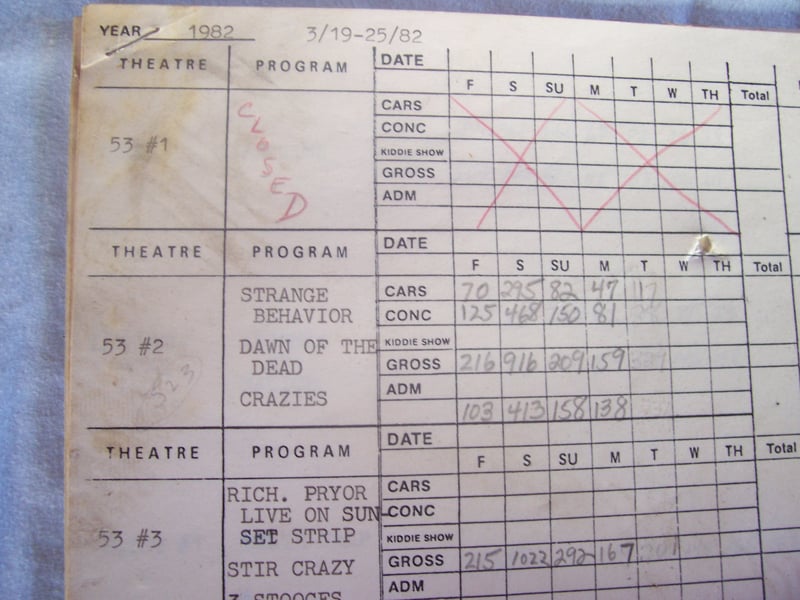 YEAR 1982 3/19-25/82
THEATRE PROGRAM DATE
F S SU M T W TH Total
53 #1 CLOSED
CARS
CONC
KIDDIE SHOW
GROSS
ADM
THEATRE PROGRAM DATE
F S SU M T W TH Total
STRANGE CARS 70 295 82 47
BEHAVIOR CONC 125 468 150 81
53 #2 DAWN OF THE KIDDIE SHOW
DEAD GROSS 216 916 209 159
CRAZIES ADM
103 413 158 138
323
THEATRE PROGRAM DATE
F S SU M T W TH Total
RICH. PRYOR CARS
LIVE ON SUN- CONC
53 #3 SET STRIP KIDDIE SHOW
STIR CRAZY GROSS 215 1022 292 167
3 STOOGES ADM